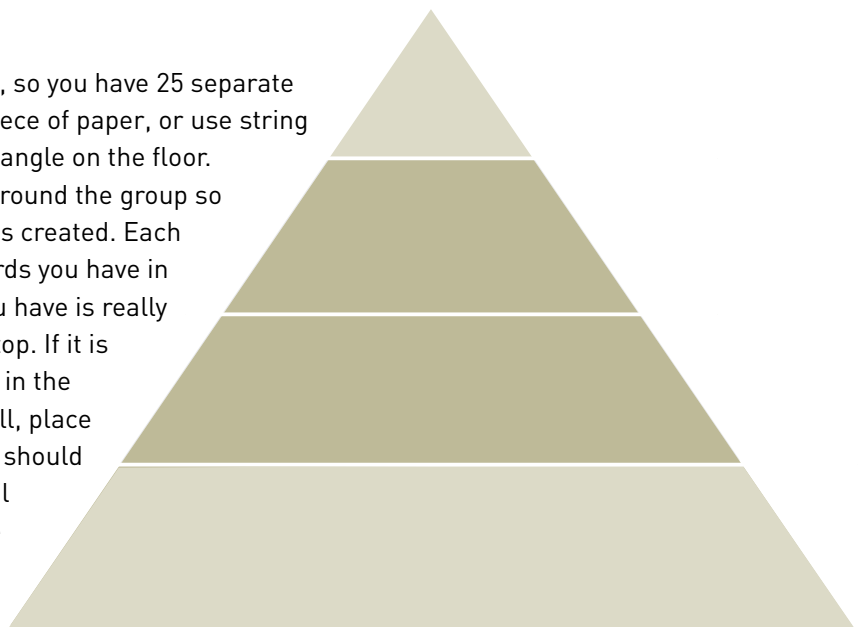 , so you have 25 separate
ece of paper, or use string
angle on the floor.
round the group so
s created. Each
rds you have in
u have is really
top. If it is
in the
ll, place
should
l